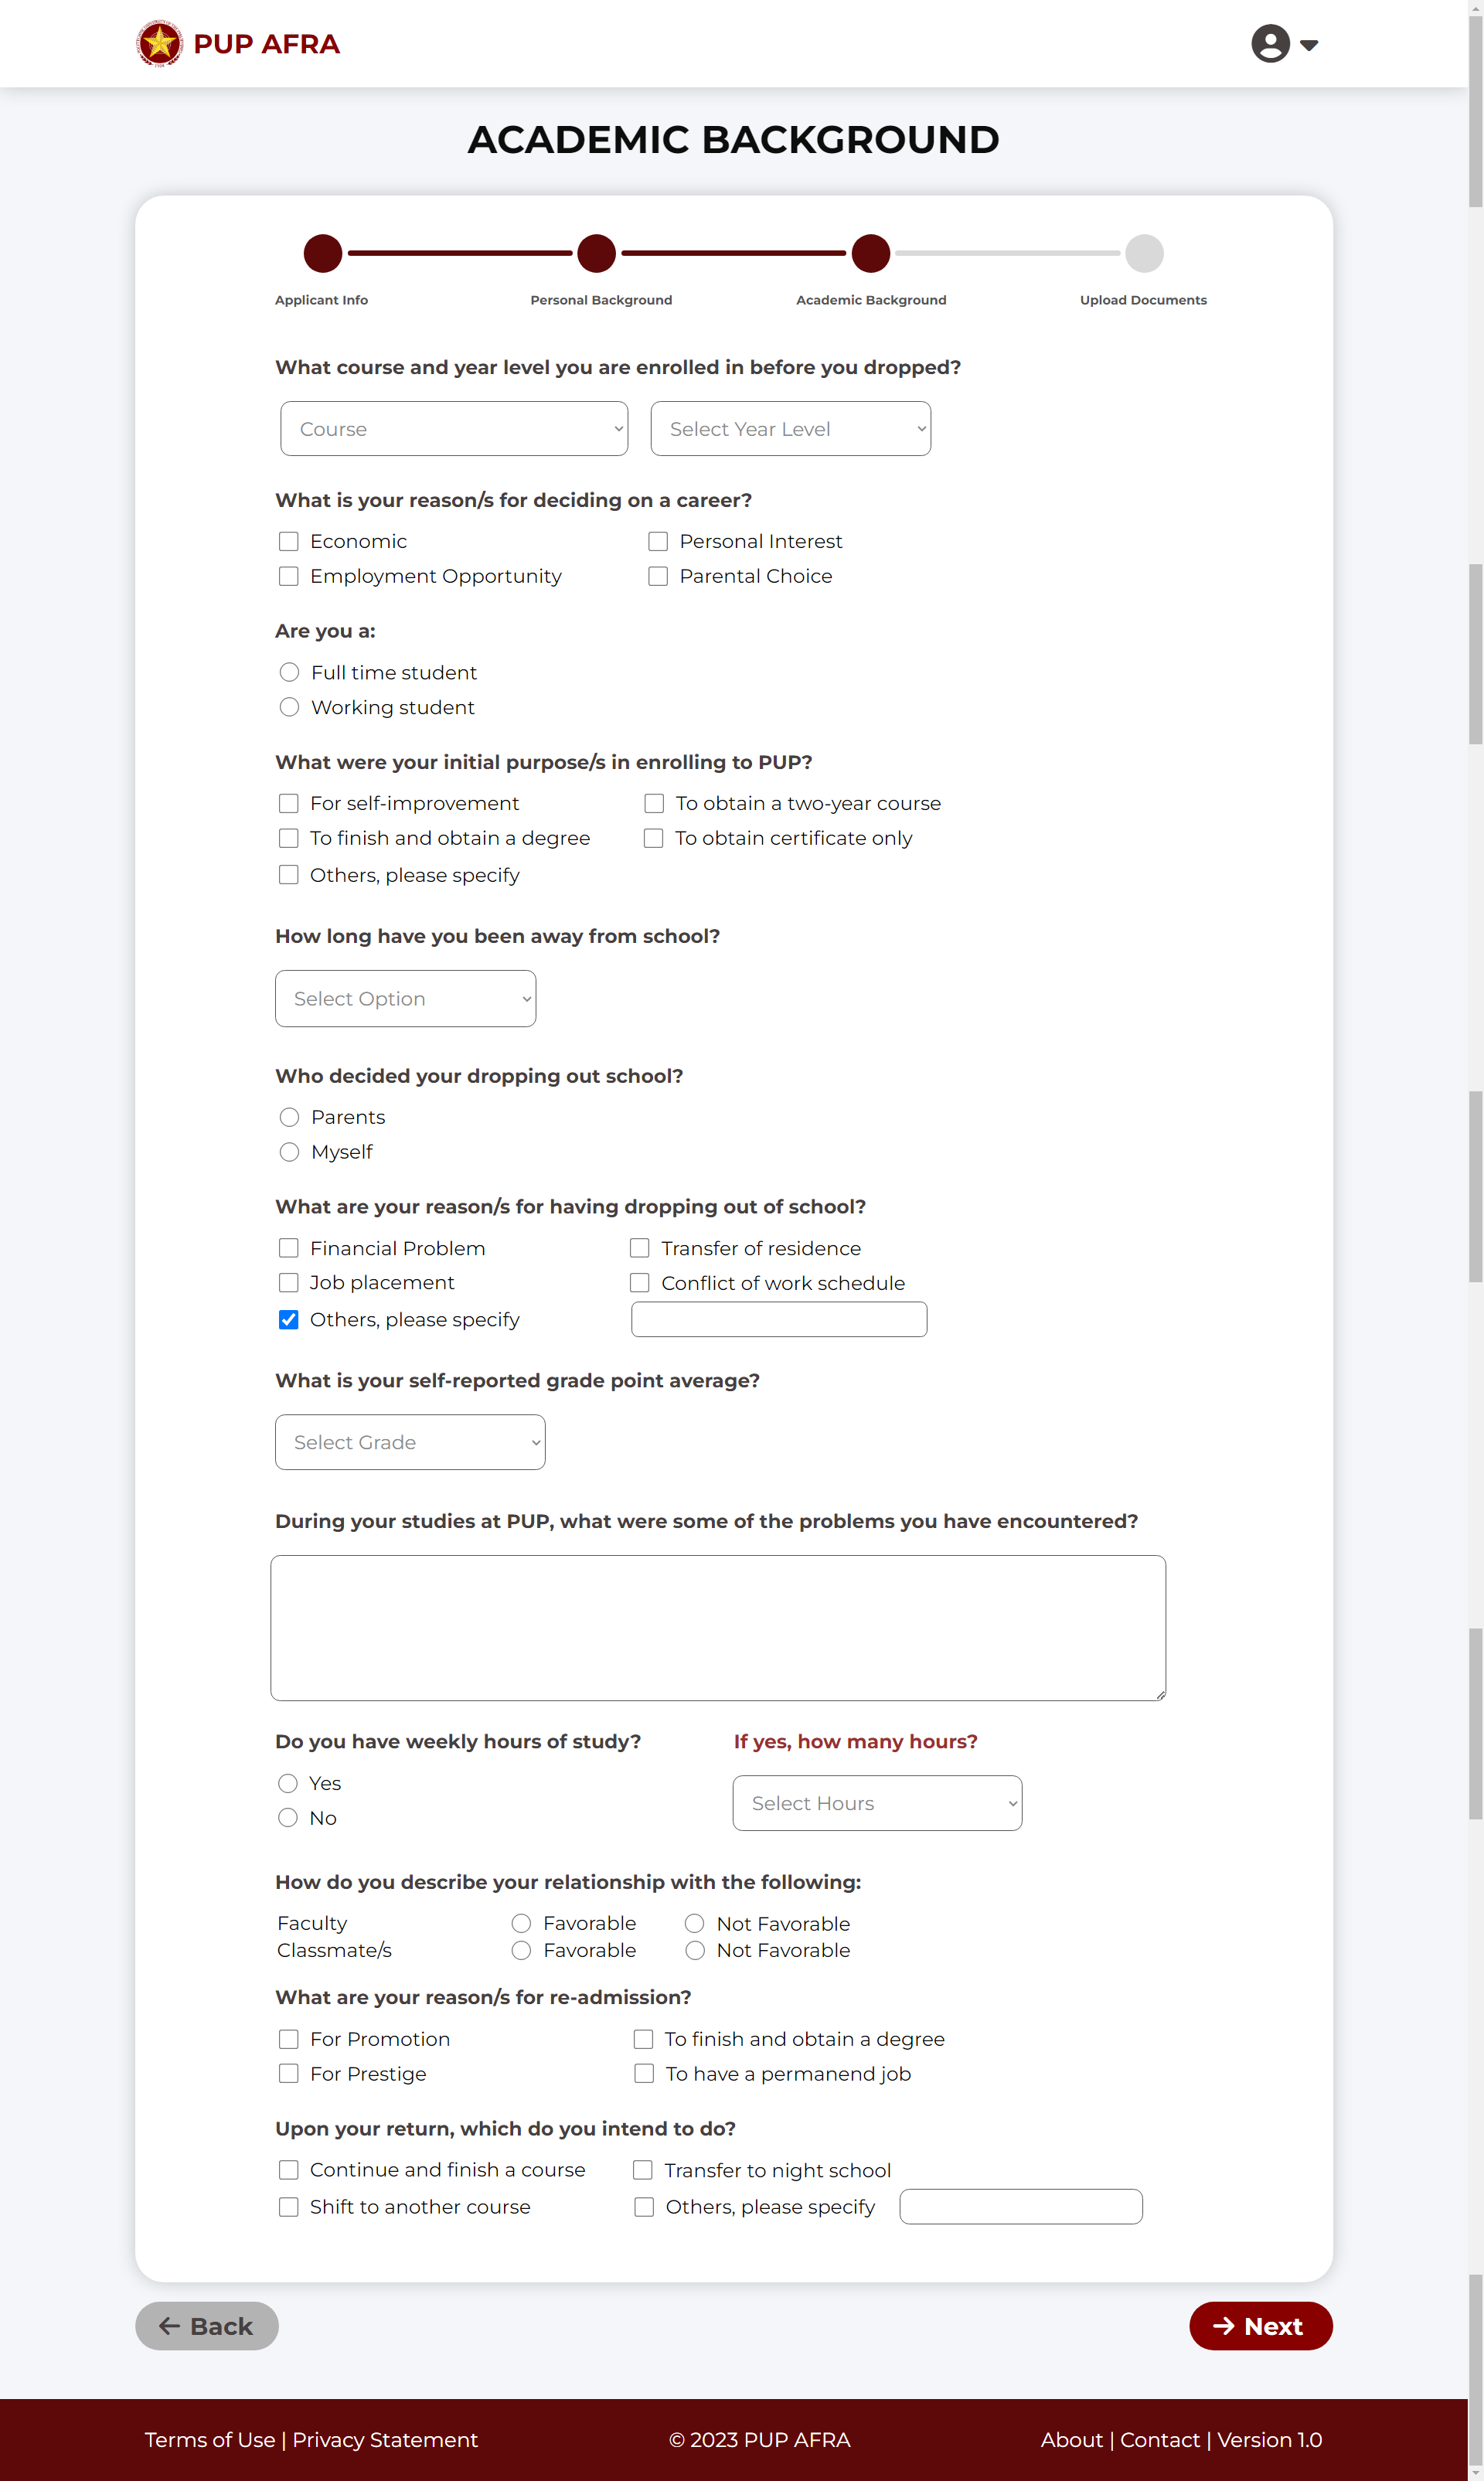 PUP AFRA
ACADEMIC BACKGROUND
Applicant Info Personal Background Academic Background Upload Documents
What course and year level you are enrolled in before you dropped?
Course Select Year Level
What is your reason/s for deciding on a career?
Economic Personal Interest
Employment Opportunity Parental Choice
Are you a:
Full time student
Working student
What were your initial purpose/s in enrolling to PUP?
For self-improvement To obtain a two-year course
To finish and obtain a degree To obtain certificate only
Others, please specify
How long have you been away from school?
Select Option
Who decided your dropping out school?
Parents
Myself
What are your reason/s for having dropping out of school?
Financial Problem Transfer of residence
Job placement Conflict of work schedule
Others, please specify
What is your self-reported grade point average?
Select Grade
During your studies at PUP, what were some of the problems you have encountered?
Do you have weekly hours of study? If yes, how many hours?
Yes
Select Hours
No
How do you describe your relationship with the following:
Faculty Favorable Not Favorable
Classmate/s Favorable Not Favorable
What are your reason/s for re-admission?
For Promotion To finish and obtain a degree
For Prestige To have a permanend job
Upon your return, which do you intend to do?
Continue and finish a course Transfer to night school
Shift to another course Others, please specify
Back Next
Terms of Use | Privacy Statement © 2023 PUP AFRA About | Contact | Version 1.0